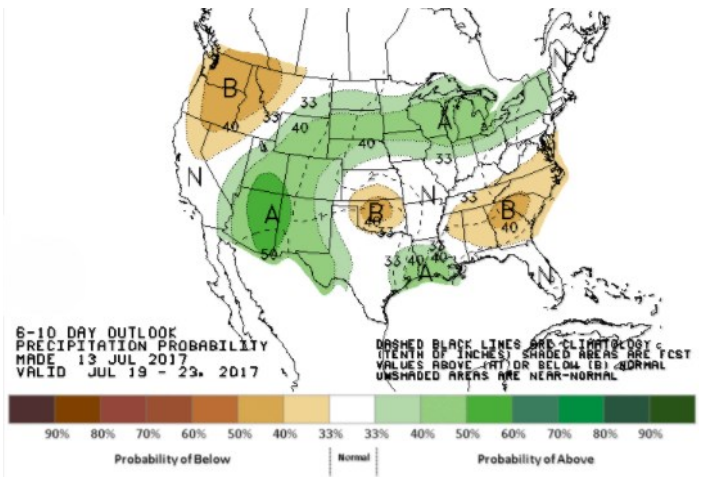 B
N
33
33
40
40
A
40
33
N
A
50
2
B
40
33
N
33
B
40
33
33
40
40
A
N
6-10 DAY OUTLOOK
PRECIPITATION PROBABILITY
MADE 13 JUL 2017
VALID JUL 19 - 23, 2017
DASHED BLACK LINES ARE CLIMATOLOGY
(TENTH OF INCHES) SHADED AREAS ARE FCST
VALUES ABOVE (A) OR BELOW (B) NORMAL
UNSHADED AREAS ARE NEAR-NORMAL
90% 80% 70% 60% 50% 40% 33% 33% 40% 50% 60% 70% 80% 90%
Probability of Below Normal Probability of Above